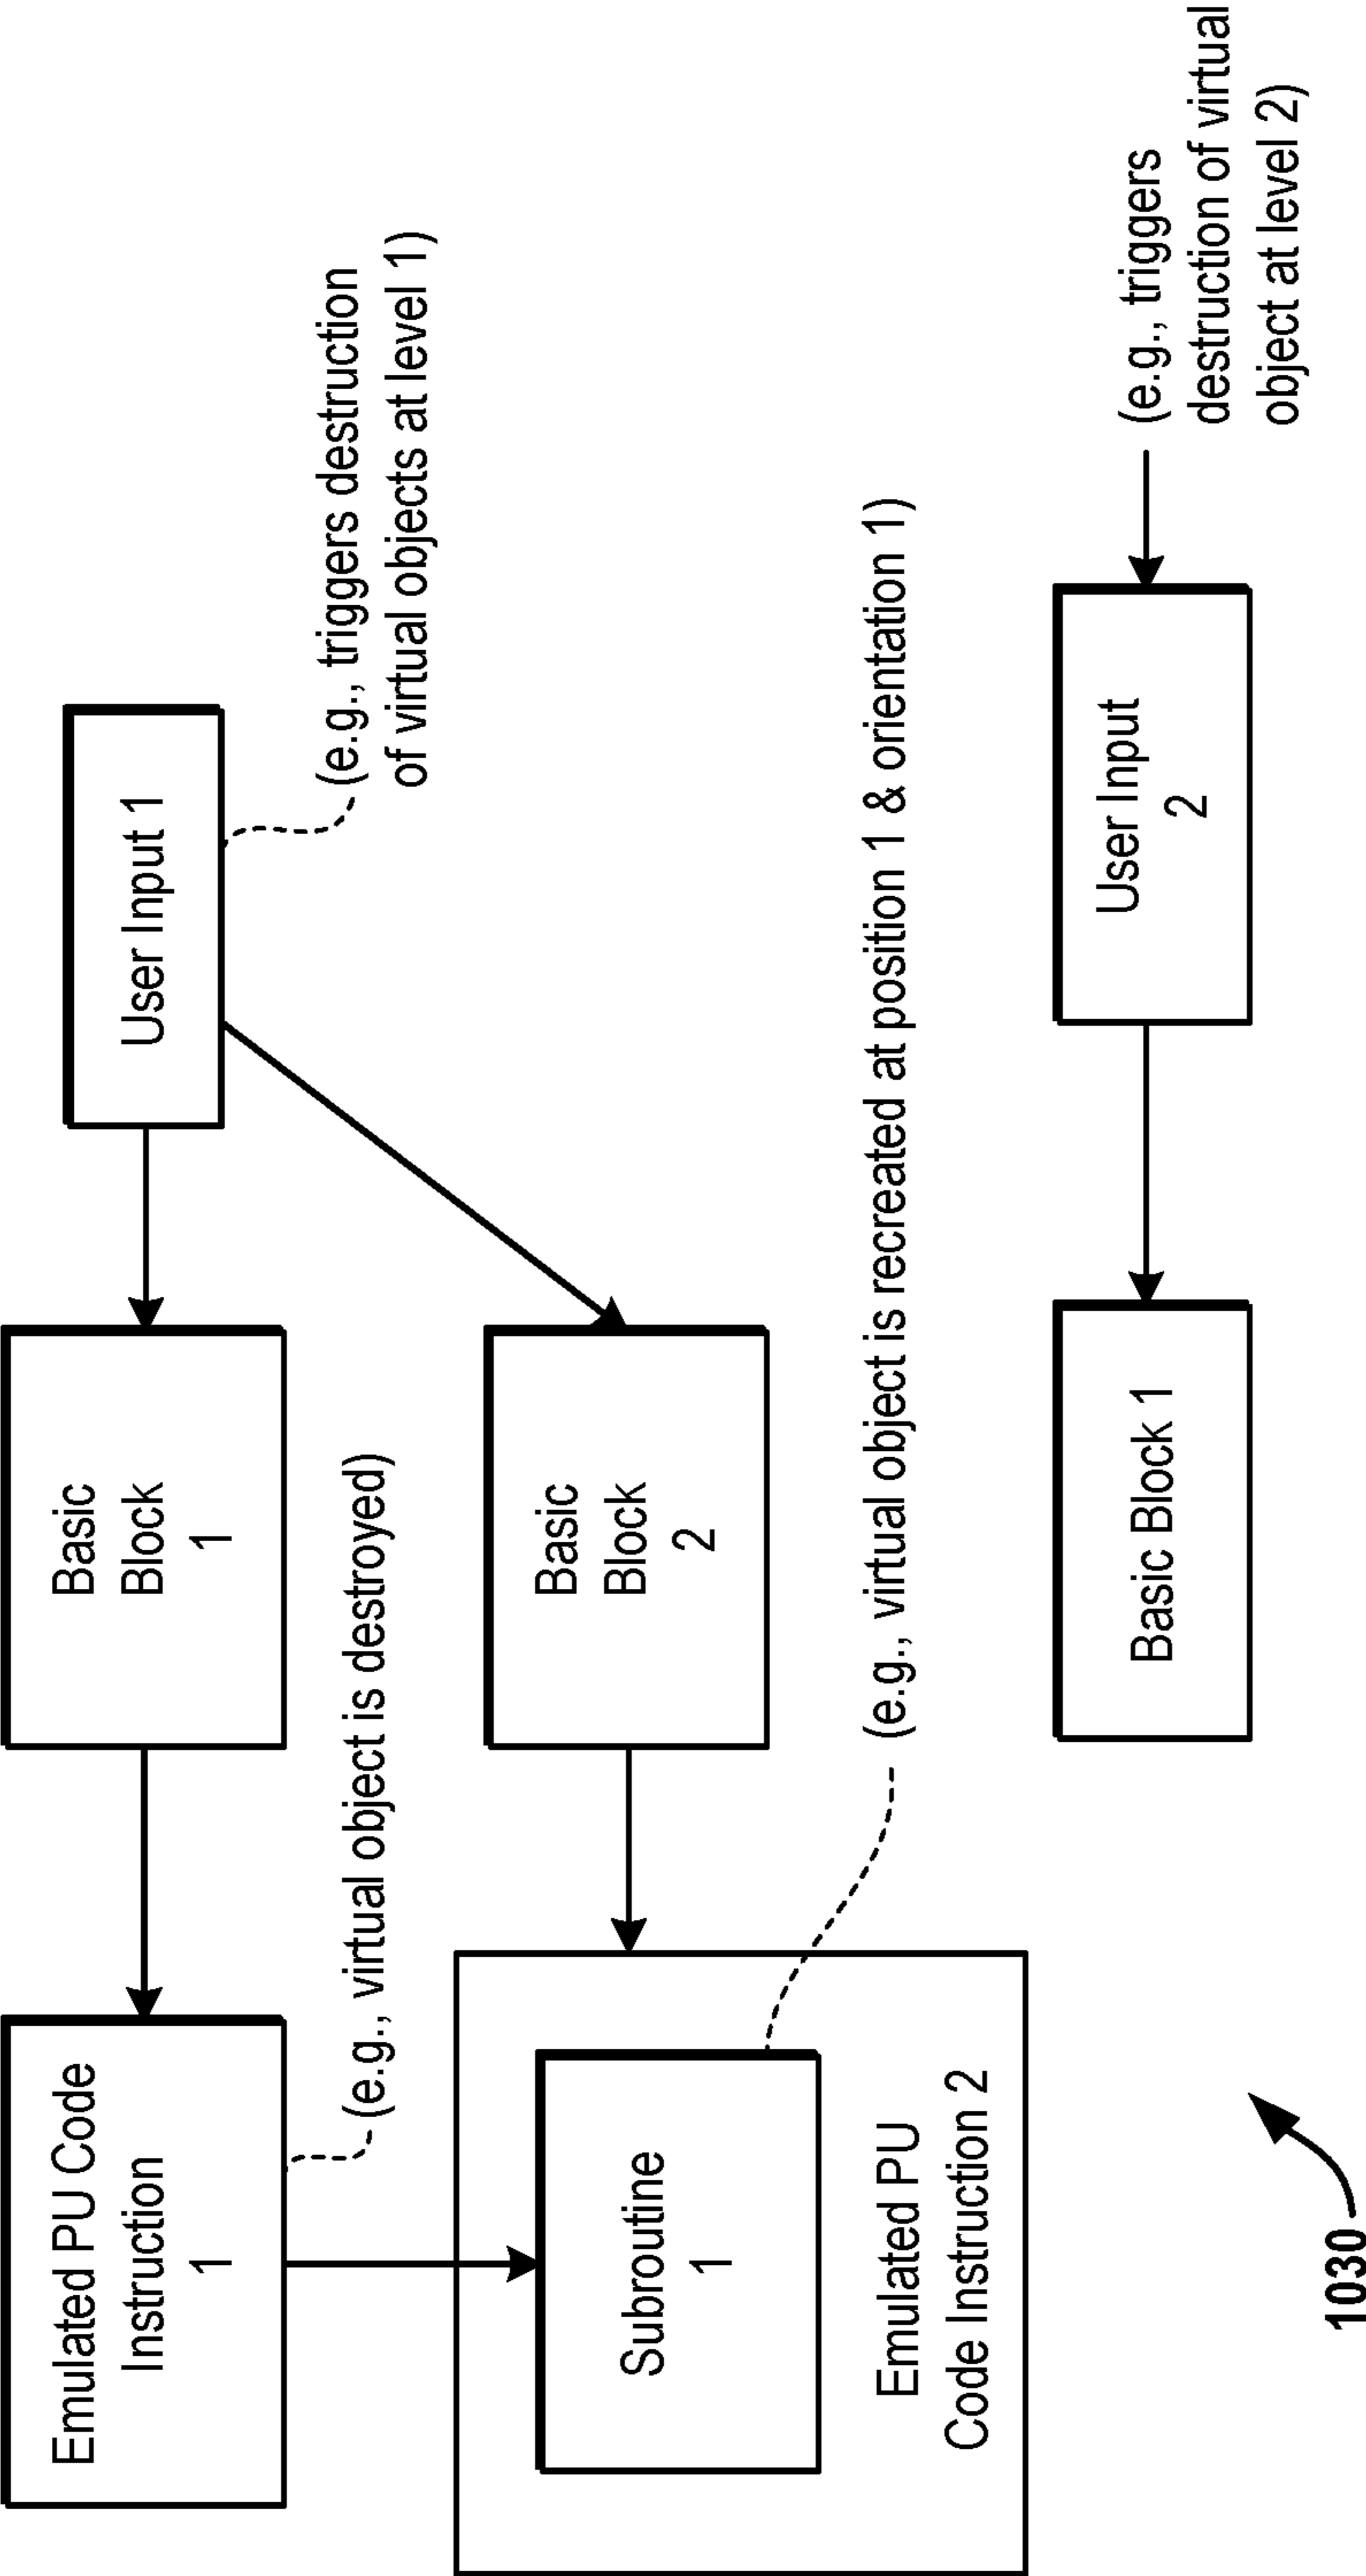 Emulated PU Code
Instruction
1
Basic
Block
1
User Input 1
(e.g., virtual object is destroyed)
(e.g., triggers destruction
of virtual objects at level 1)
Subroutine
1
Emulated PU
Code Instruction 2
Basic
Block
2
(e.g., virtual object is recreated at position 1 & orientation 1)
Basic Block 1
User Input
2
(e.g., triggers
destruction of virtual
object at level 2)
1030